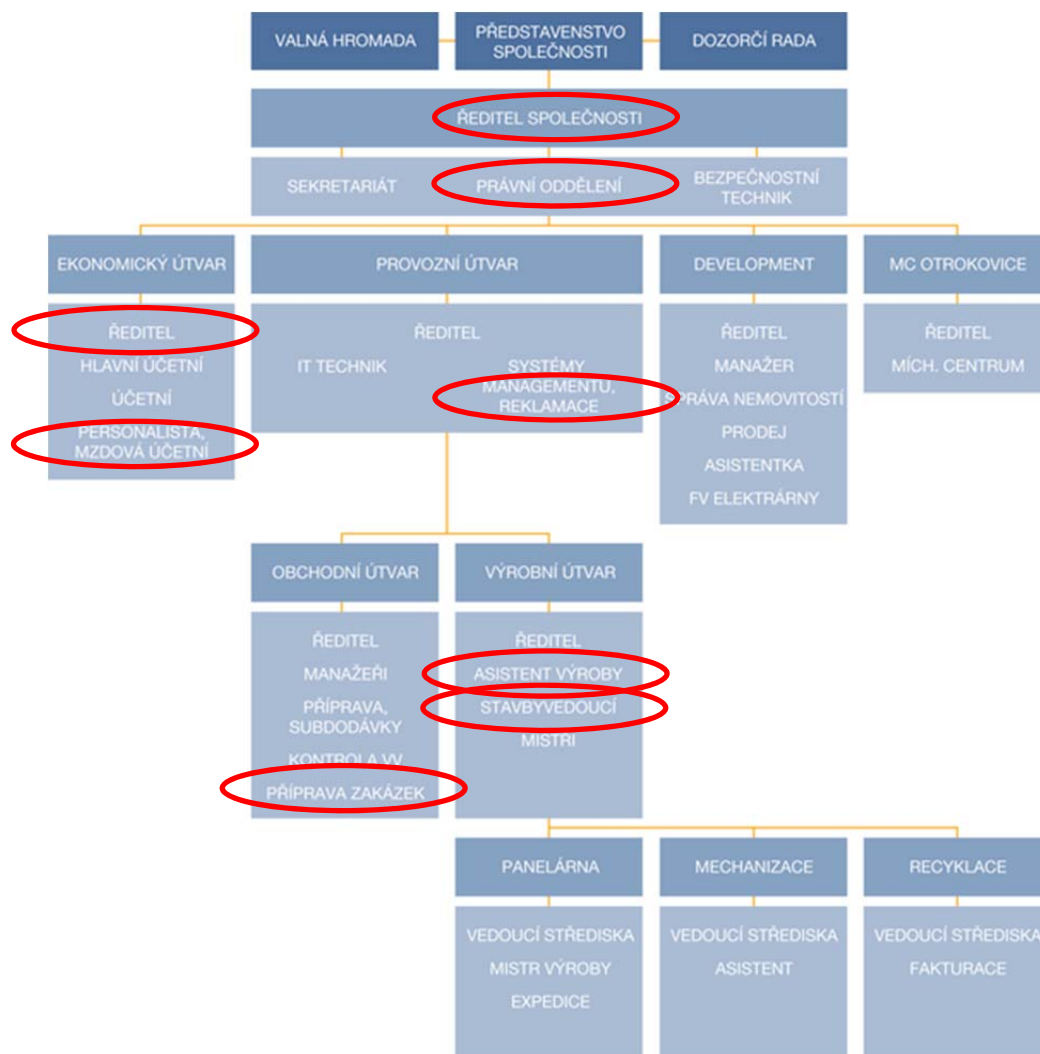 VALNÁ HROMADA
PŘEDSTAVENSTVO
SPOLEČNOSTI
DOZORČÍ RADA
ŘEDITEL SPOLEČNOSTI
SEKRETARIÁT
PRÁVNÍ ODDĚLENÍ
BEZPEČNOSTNÍ
TECHNIK
EKONOMICKÝ ÚTVAR
PROVOZNÍ ÚTVAR
DEVELOPMENT
MC OTROKOVICE
ŘEDITEL
HLAVNÍ ÚČETNÍ
ÚČETNÍ
PERSONALISTA,
MZDOVÁ ÚČETNÍ
ŘEDITEL
IT TECHNIK
SYSTÉMY
MANAGEMENTU,
REKLAMACE
ŘEDITEL
MANAŽER
SPRÁVA NEMOVITOSTÍ
PRODEJ
ASISTENTKA
FV ELEKTRÁRNY
ŘEDITEL
MÍCH. CENTRUM
OBCHODNÍ ÚTVAR
VÝROBNÍ ÚTVAR
ŘEDITEL
MANAŽEŘI
PŘÍPRAVA,
SUBDODÁVKY
KONTROLA VV
PŘÍPRAVA ZAKÁZEK
ŘEDITEL
ASISTENT VÝROBY
STAVBYVEDOUCÍ
MISTŘI
PANELÁRNA
MECHANIZACE
RECYKLACE
VEDOUCÍ STŘEDISKA
MISTR VÝROBY
EXPEDICE
VEDOUCÍ STŘEDISKA
ASISTENT
VEDOUCÍ STŘEDISKA
FAKTURACE